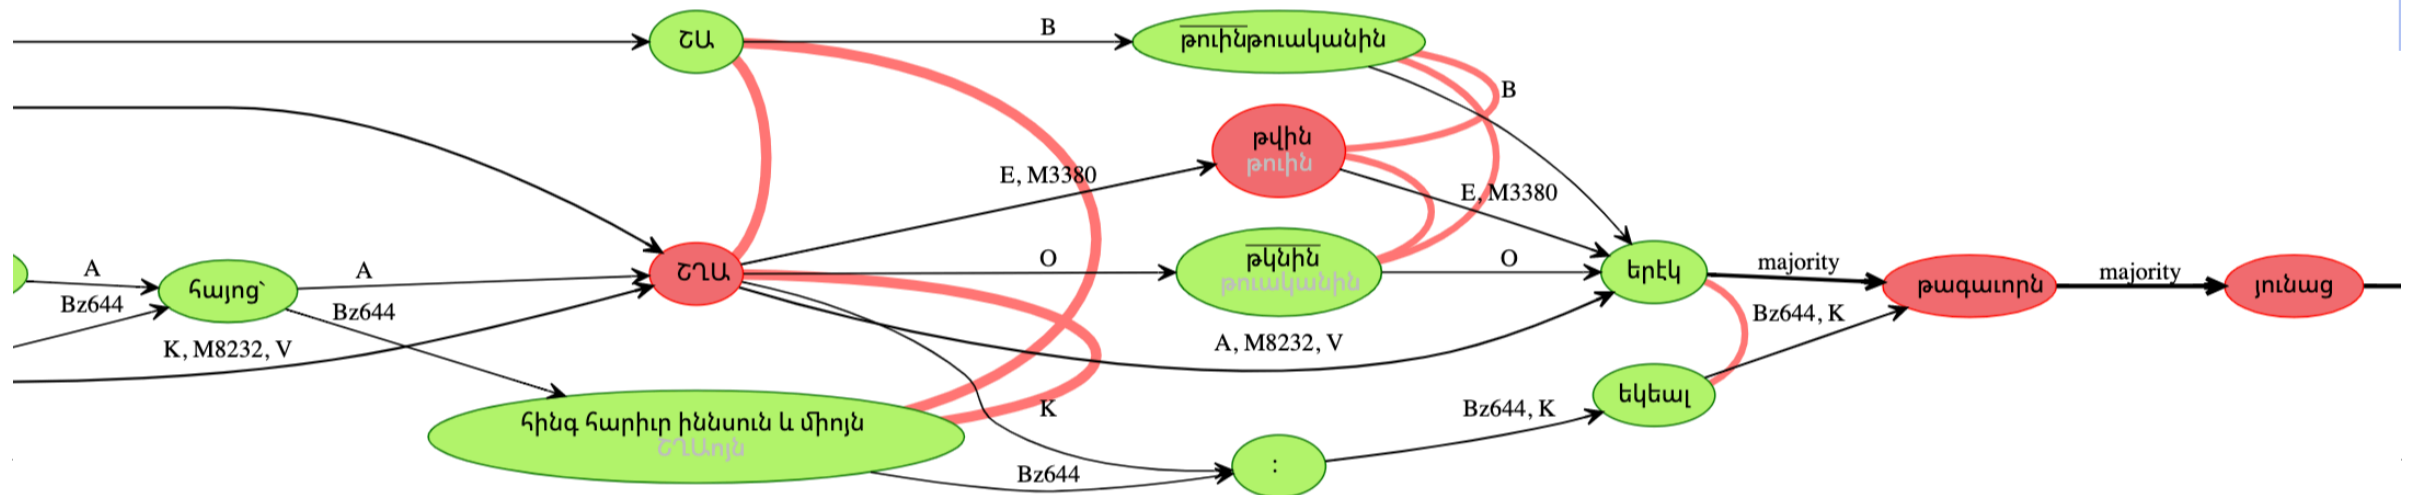 ՇԱ
B
թուինթուականին
B
թվին
թուին
E, M3380
E, M3380
A
հայոց՝
A
ՇՂԱ
O
թկնին
թուականին
O
երէկ
majority
թագաւորն
majority
յունաց
Bz644
Bz644
K, M8232, V
A, M8232, V
Bz644, K
հինգ հարիւր իննսուն և միոյն
ՇՂԱոյն
K
Bz644
:
Bz644, K
եկեալ